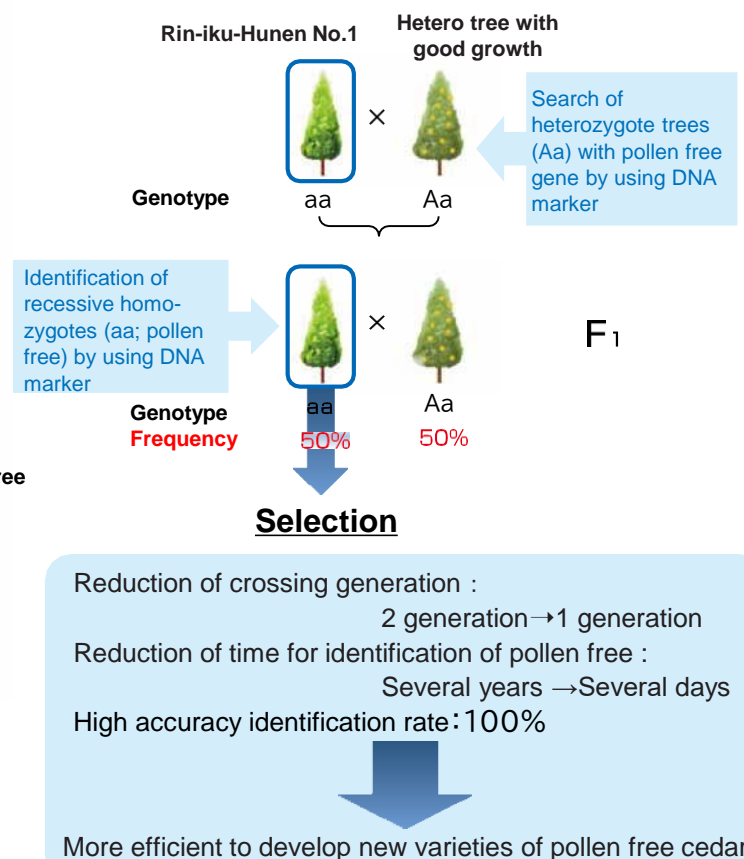 Rin-iku-Hunen No.1
Hetero tree with
good growth
×
Search of
heterozygote trees
(Aa) with pollen free
gene by using DNA
marker
Genotype
aa
Aa
Identification of
recessive homo-
zygotes (aa; pollen
free) by using DNA
marker
×
F1
Genotype
aa
Aa
Frequency
50%
50%
ree
Selection
Reduction of crossing generation :
2 generation→1 generation
Reduction of time for identification of pollen free :
Several years →Several days
High accuracy identification rate:100%
More efficient to develop new varieties of pollen free cedar